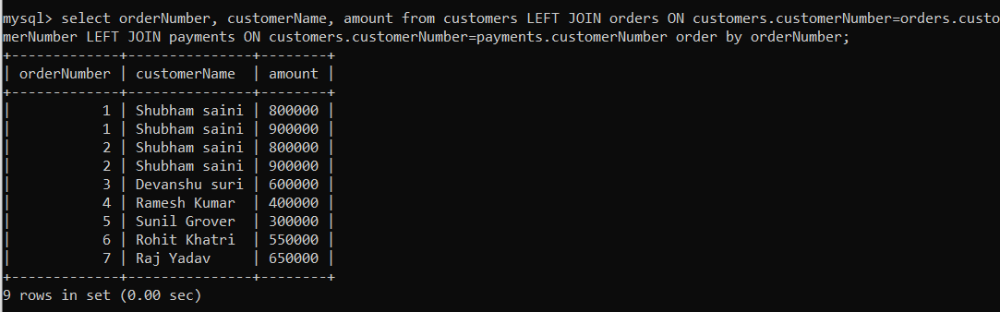 mysql> select orderNumber, customerName, amount from customers LEFT JOIN orders ON customers.customerNumber=orders.custo
merNumber LEFT JOIN payments ON customers.customerNumber=payments.customerNumber order by orderNumber;
+-------------+---------------+--------+
| orderNumber | customerName  | amount |
+-------------+---------------+--------+
|           1 | Shubham saini | 800000 |
|           1 | Shubham saini | 900000 |
|           2 | Shubham saini | 800000 |
|           2 | Shubham saini | 900000 |
|           3 | Devanshu suri | 600000 |
|           4 | Ramesh Kumar  | 400000 |
|           5 | Sunil Grover  | 300000 |
|           6 | Rohit Khatri  | 550000 |
|           7 | Raj Yadav     | 650000 |
+-------------+---------------+--------+
9 rows in set (0.00 sec)